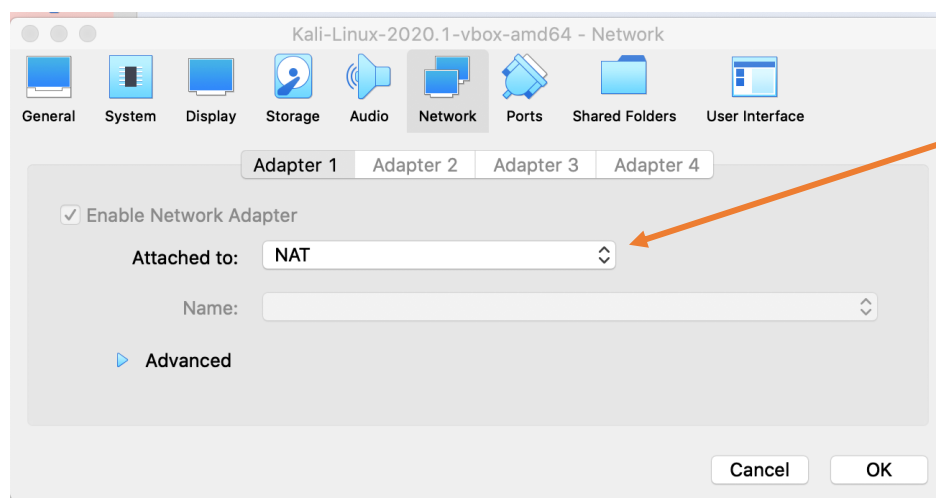 Kali-Linux-2020.1-vbox-amd64 - Network
General System Display Storage Audio Network Ports Shared Folders User Interface
Adapter 1 Adapter 2 Adapter 3 Adapter 4
Enable Network Adapter
Attached to: NAT
Name:
Advanced
Cancel OK